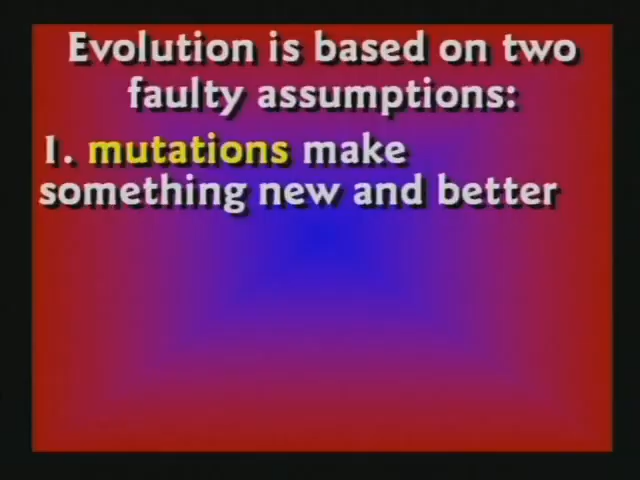 Evolution is based on two
faulty assumptions:
1. mutations make
something new and better